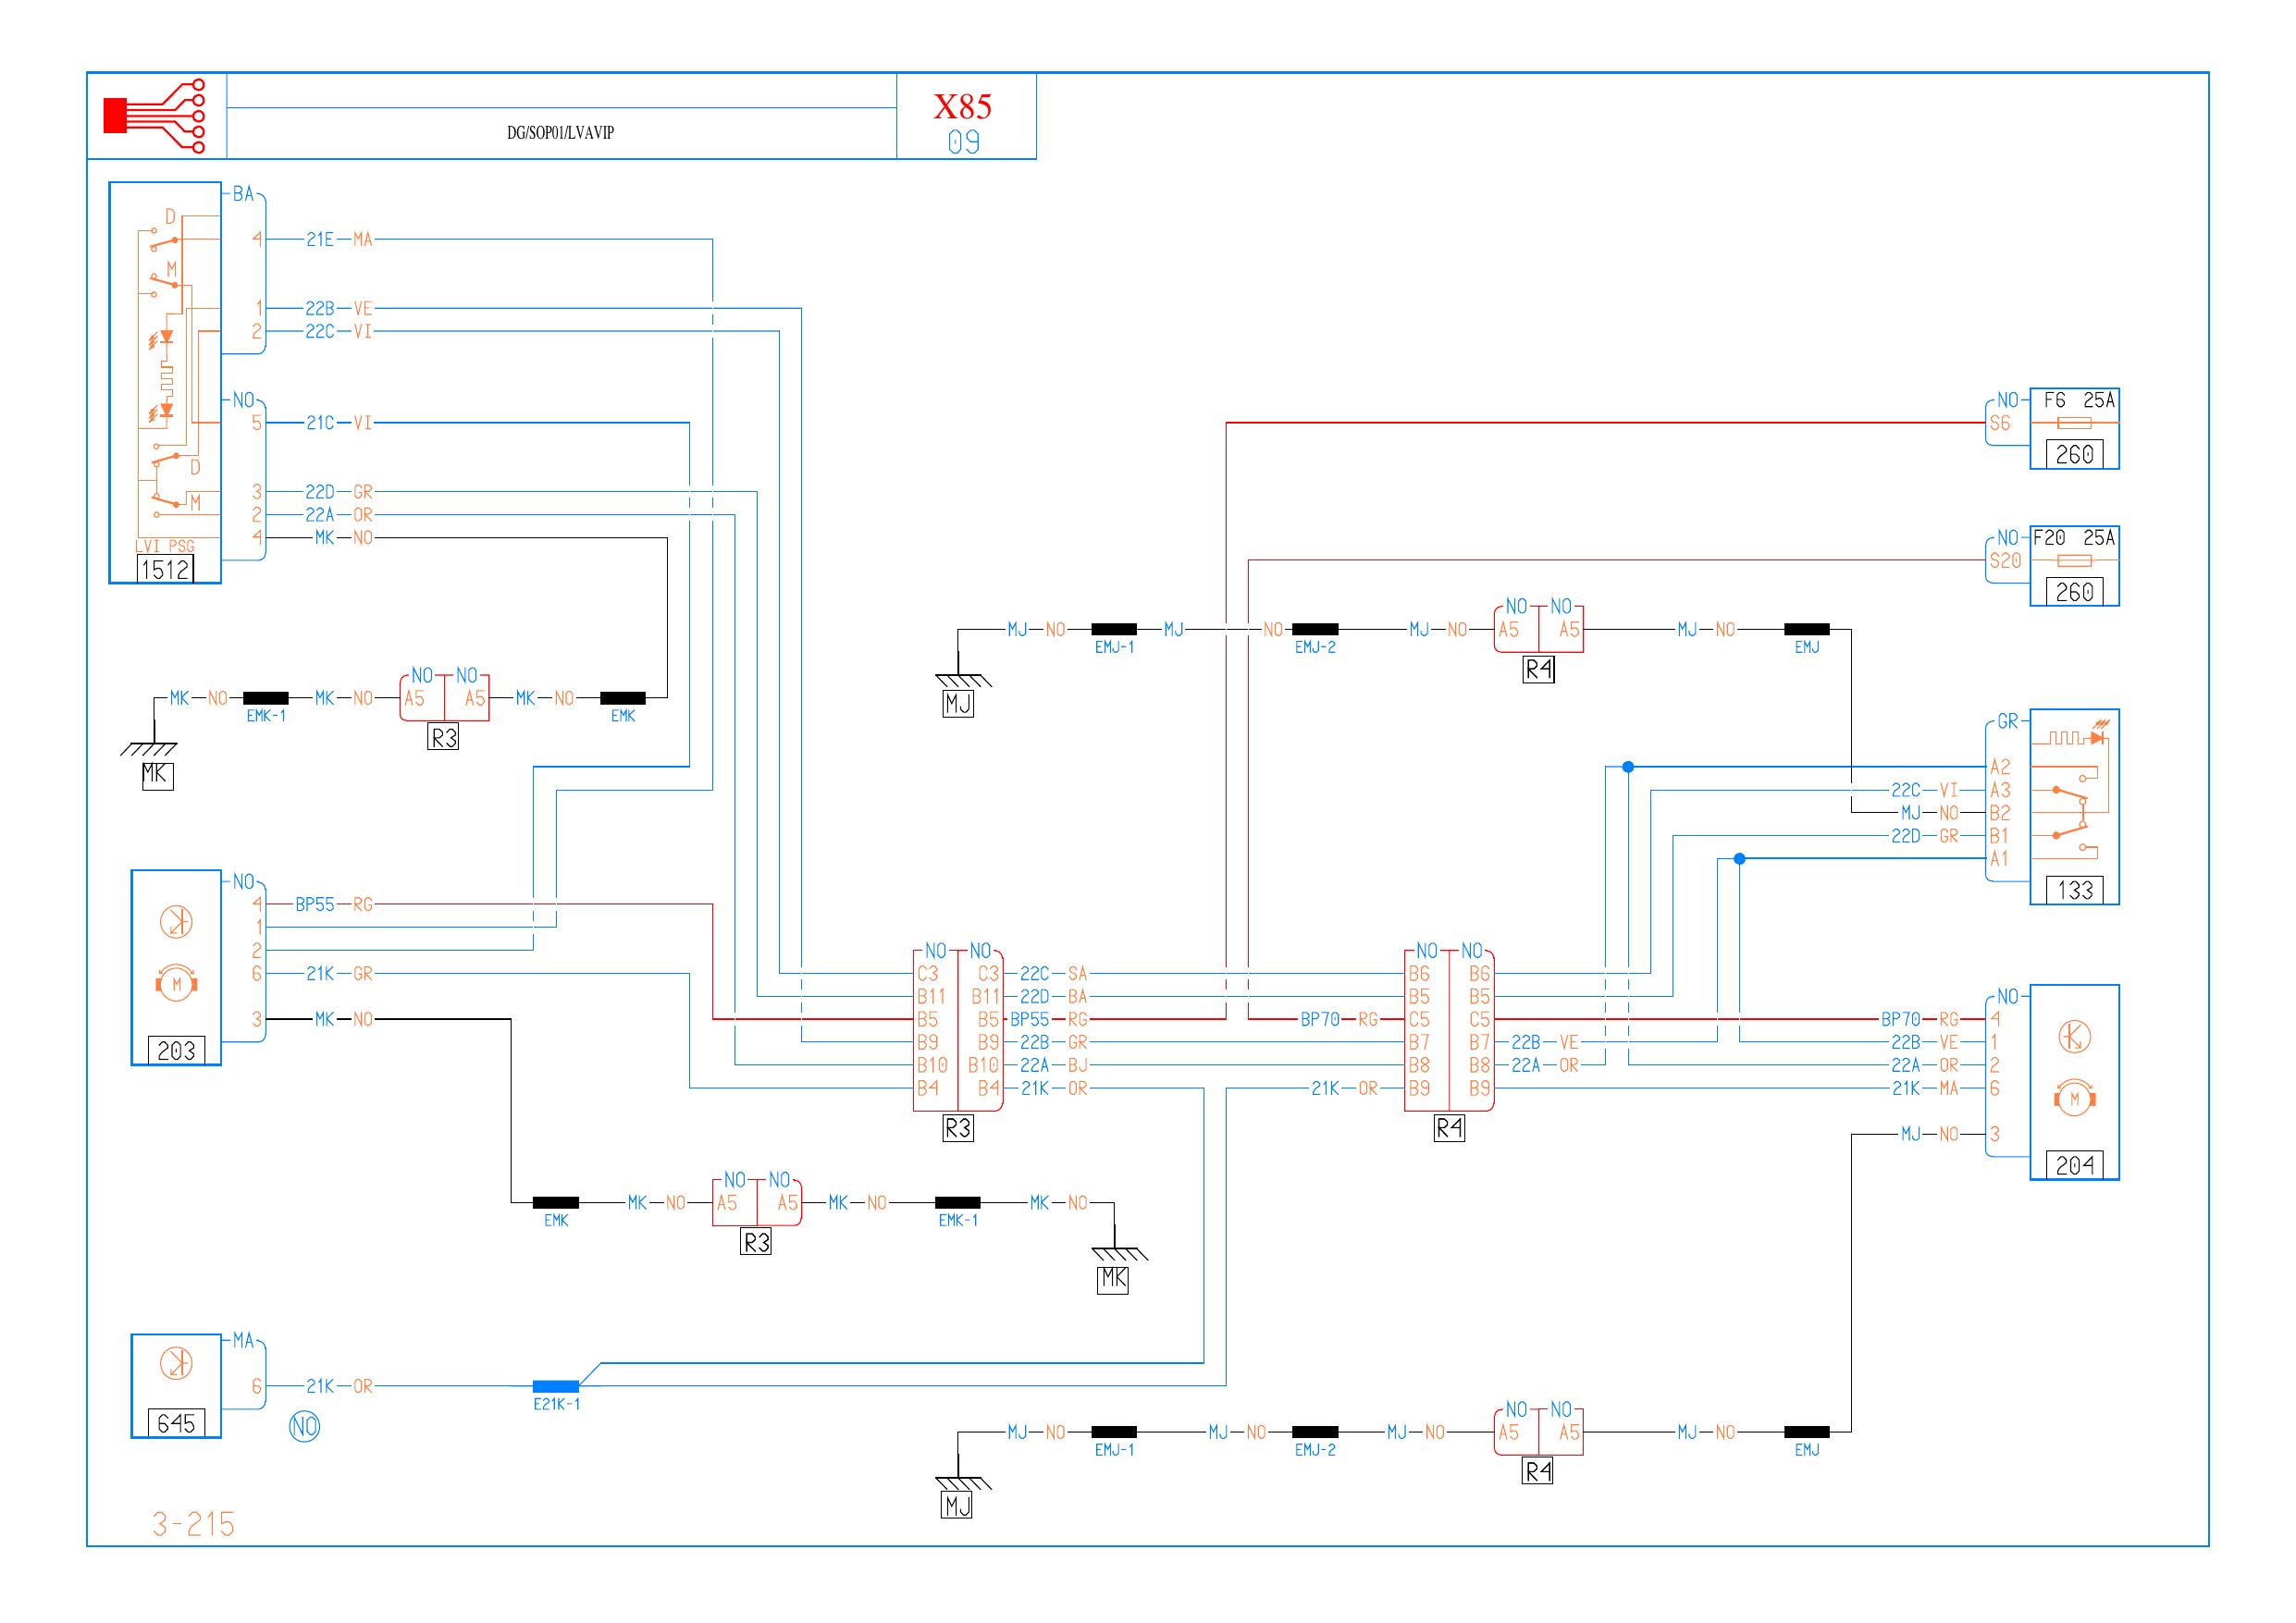 X85
DG/SOP01/LVAVIP
09
BA
D
4 21E MA
M
1 22B VE
2 22C VI
NO
5 21C VI
D
3 22D GR
M
2 22A OR
4 MK NO
LVI PSG
1512
NO F6 25A
S6
260
NO F20 25A
S20
260
NO NO
MJ NO MJ NO MJ NO A5 A5 MJ NO
EMJ-1 EMJ-2 EMJ
R4
MJ
NO NO
MK NO MK NO A5 A5 MK NO
EMK-1 EMK
R3
MK
GR
A2
22C VI A3
MJ NO B2
22D GR B1
A1
133
NO
4 BP55 RG
1
2
6 21K GR
M
3 MK NO
203
NO NO
C3 C3 22C SA
B11 B11 22D BA
B5 B5 BP55 RG
B9 B9 22B GR
B10 B10 22A BJ
B4 B4 21K OR
R3
NO NO
B6 B6
B5 B5
BP70 RG C5 C5
B7 B7 22B VE
B8 B8 22A OR
21K OR B9 B9
R4
NO
BP70 RG 4
22B VE 1
22A OR 2
21K MA 6
M
MJ NO 3
204
NO NO
MK NO A5 A5 MK NO MK NO
EMK EMK-1
R3
MK
MA
6 21K OR
E21K-1
645
NO
NO NO
MJ NO MJ NO MJ NO A5 A5 MJ NO
EMJ-1 EMJ-2 EMJ
R4
MJ
3-215